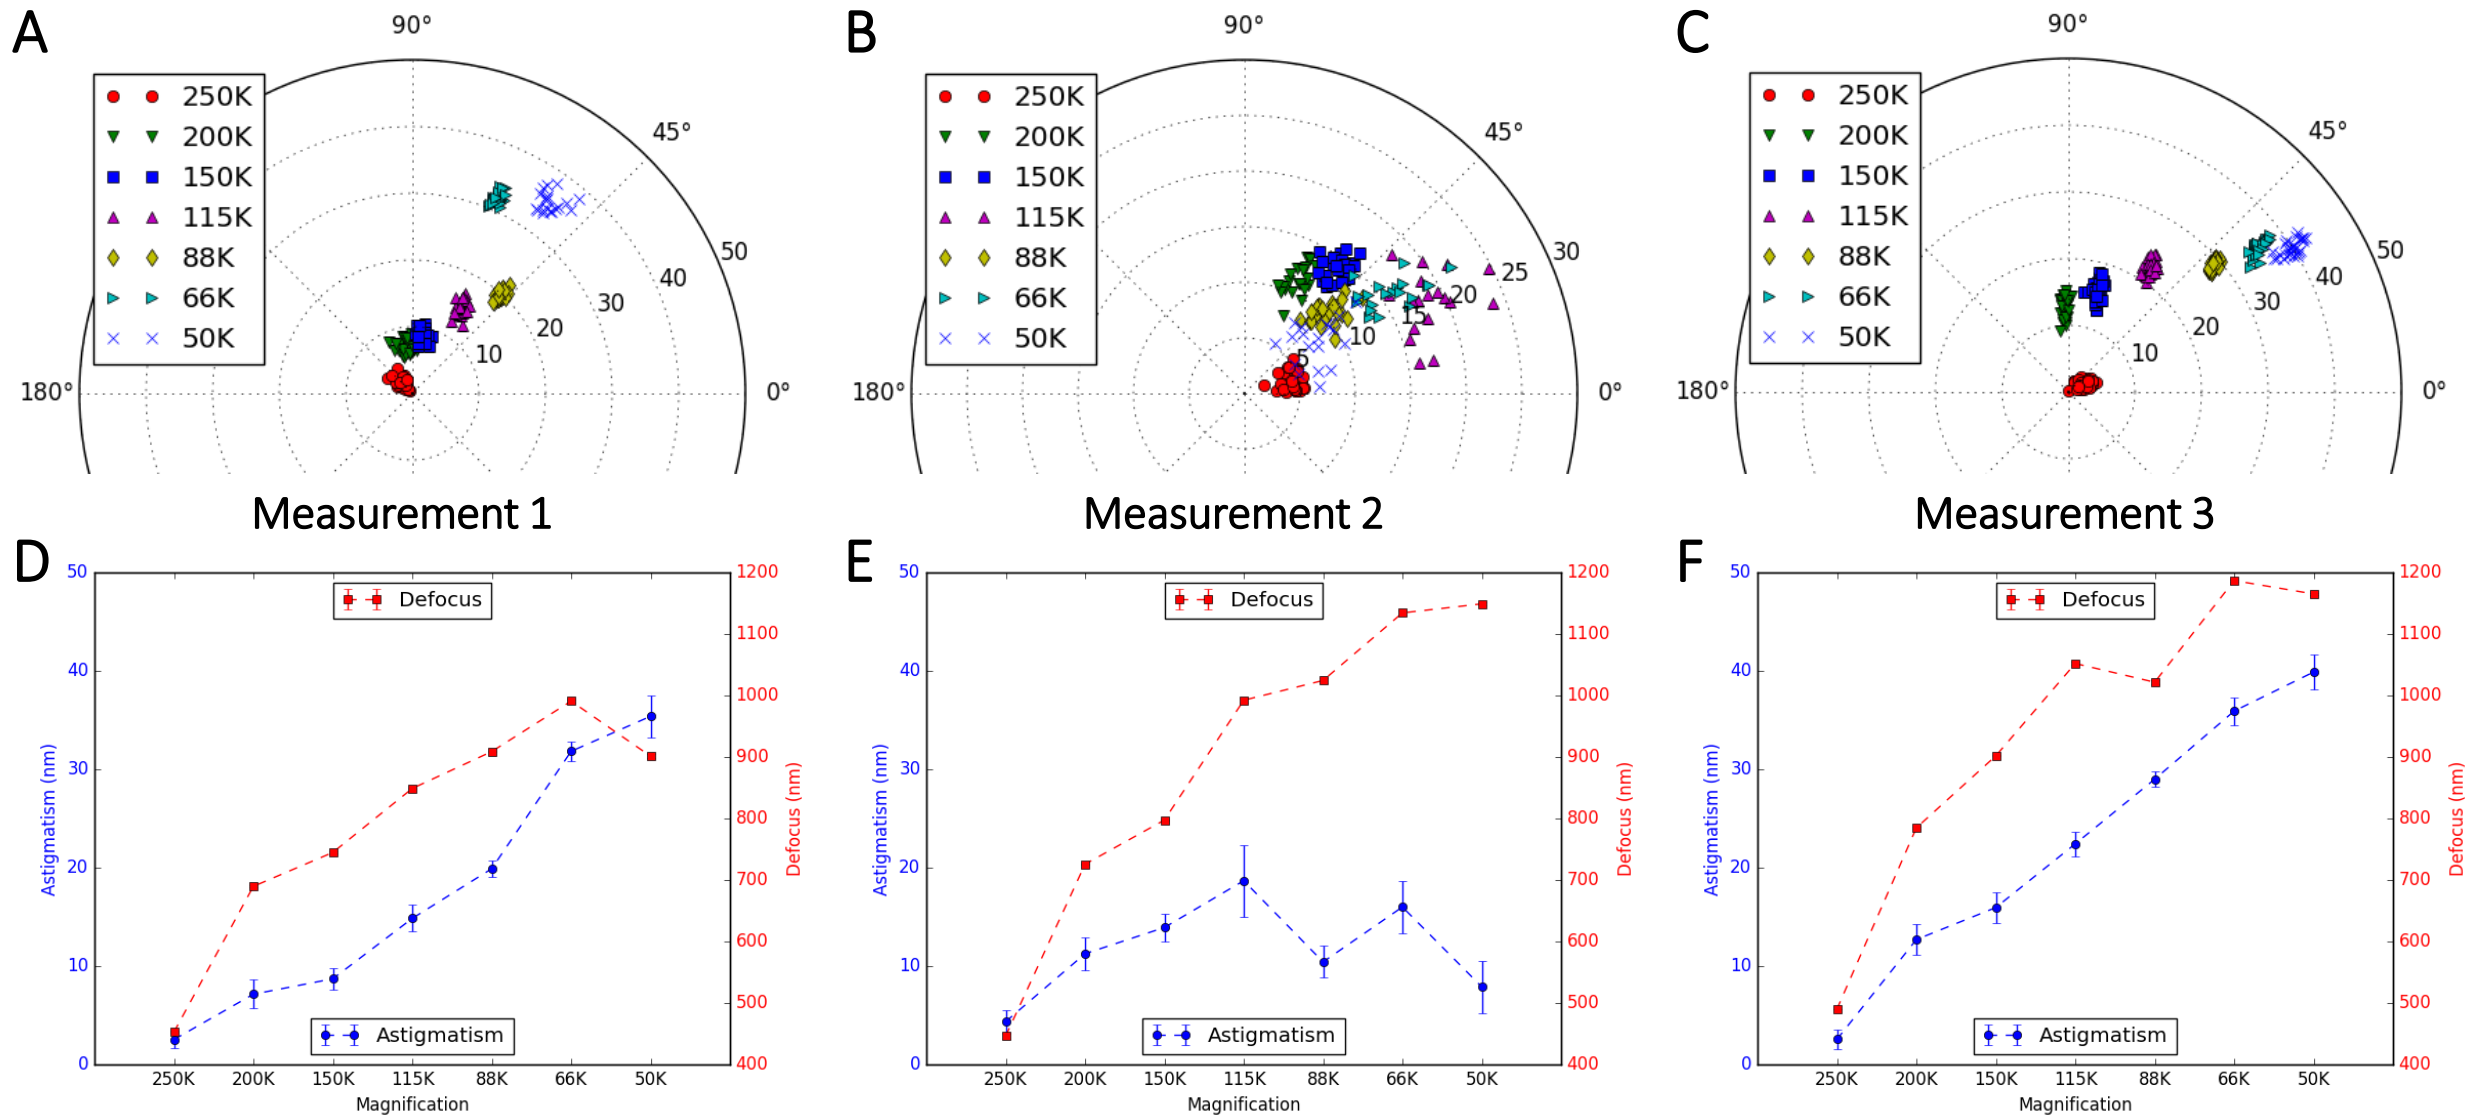 A
90°
250K
200K
150K
115K
88K
66K
50K
45°
50
40
30
20
10
180°
0°
B
90°
250K
200K
150K
115K
88K
66K
50K
45°
30
25
20
15
10
5
180°
0°
C
90°
250K
200K
150K
115K
88K
66K
50K
45°
50
40
30
20
10
180°
0°
Measurement 1
Measurement 2
Measurement 3
D
50
40
30
20
10
0
Astigmatism (nm)
Defocus
Astigmatism
1200
1100
1000
900
800
700
600
500
400
Defocus (nm)
250K 200K 150K 115K 88K 66K 50K
Magnification
E
50
40
30
20
10
0
Astigmatism (nm)
Defocus
Astigmatism
1200
1100
1000
900
800
700
600
500
400
Defocus (nm)
250K 200K 150K 115K 88K 66K 50K
Magnification
F
50
40
30
20
10
0
Astigmatism (nm)
Defocus
Astigmatism
1200
1100
1000
900
800
700
600
500
400
Defocus (nm)
250K 200K 150K 115K 88K 66K 50K
Magnification